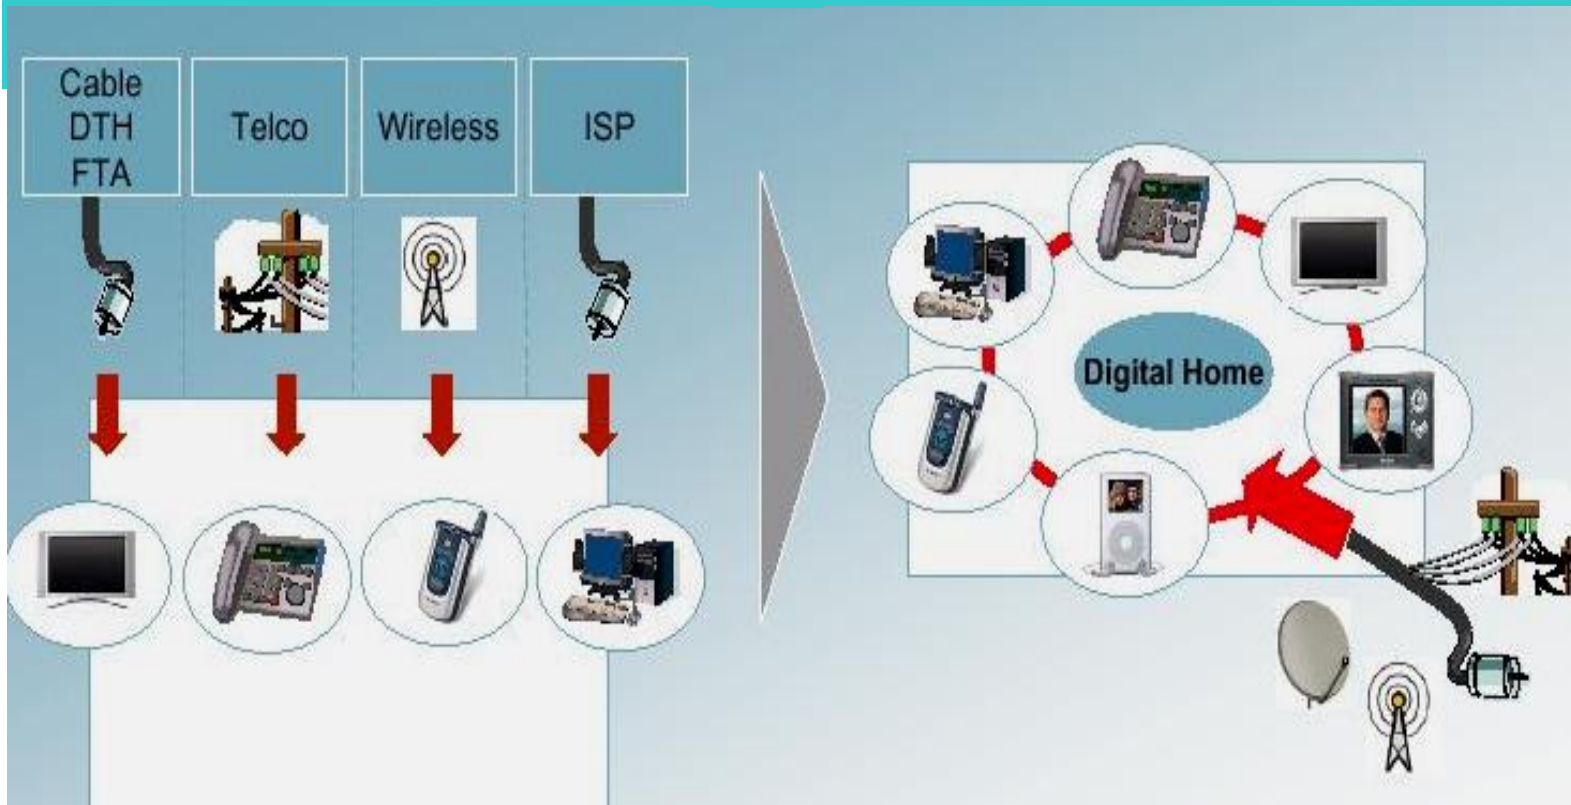 Cable
DTH
FTA
Telco
Wireless
ISP
Digital Home